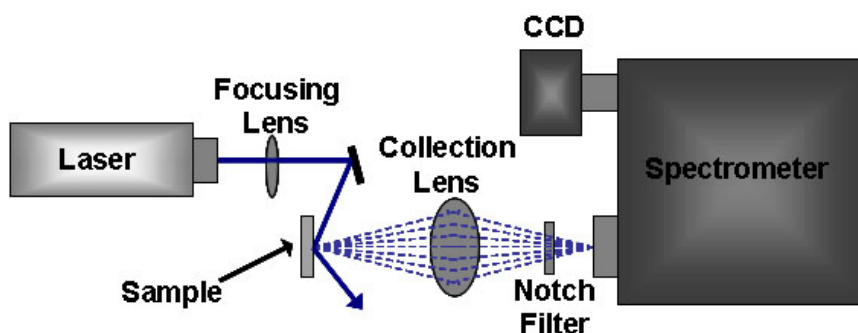 CCD
Focusing
Lens
Laser
Collection
Lens
Spectrometer
Sample
Notch
Filter